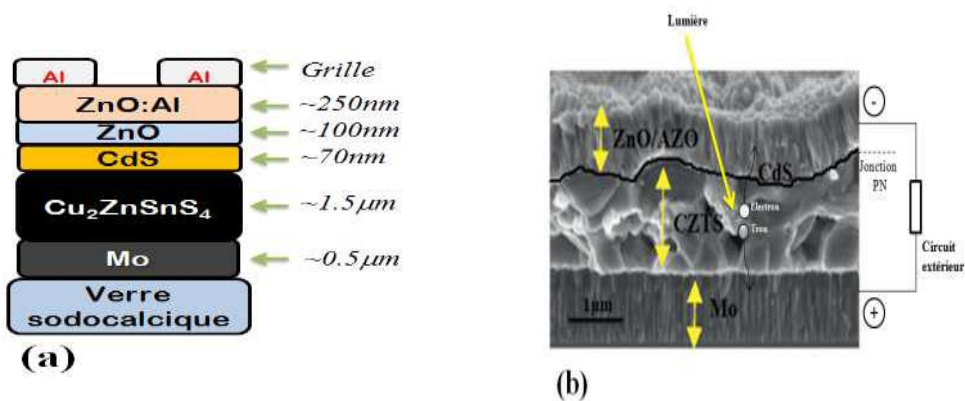 Al Al Grille
ZnO:Al ~250nm
ZnO ~100nm
CdS ~70nm
Cu₂ZnSnS₄ ~1.5μm
Mo ~0.5μm
Verre
sodocalcique
(a)
Lumière
ZnO/AZO
CdS
CZTS
Electron
Trou
Mo
1μm
-
Jonction
PN
Circuit
extérieur
+
(b)